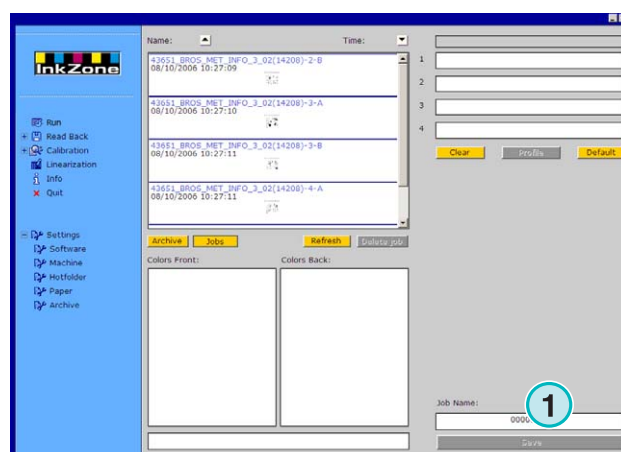 InkZone
Run
Read Back
Calibration
Linearization
Info
Quit
Settings
Software
Machine
Hotfolder
Paper
Archive
Name:
Time:
43651_BROS_MET_INFO_3_02(14208)-2-B
08/10/2006 10:27:09
43651_BROS_MET_INFO_3_02(14208)-3-A
08/10/2006 10:27:10
43651_BROS_MET_INFO_3_02(14208)-3-B
08/10/2006 10:27:11
43651_BROS_MET_INFO_3_02(14208)-4-A
08/10/2006 10:27:11
Archive Jobs Refresh Delete job
Colors Front: Colors Back:
1
2
3
4
Clear Profile Default
Job Name:
1
Save